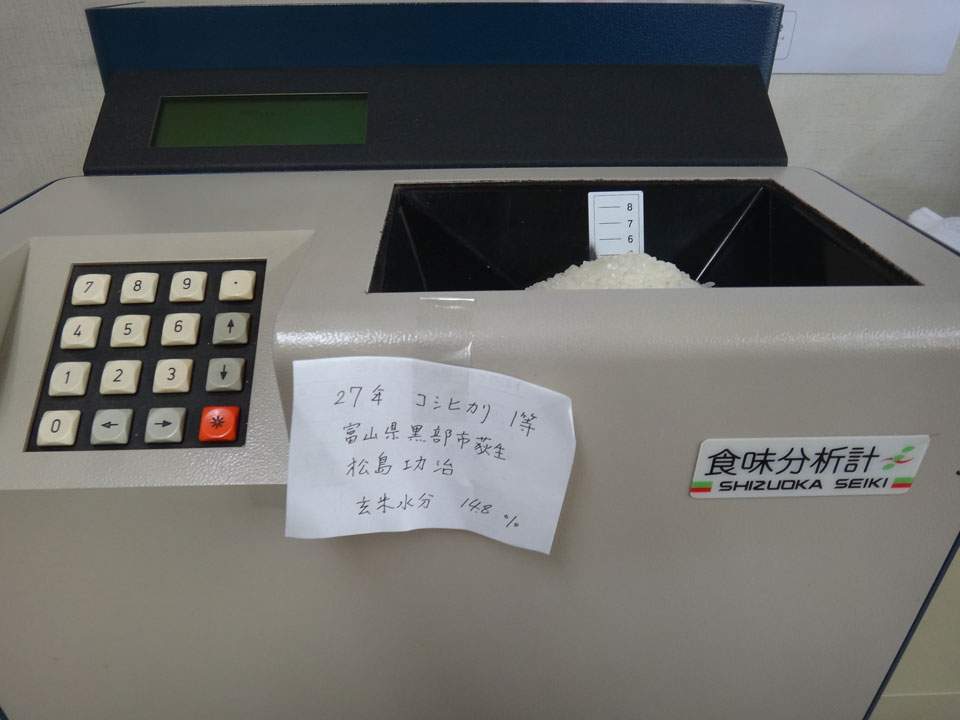 8
7
6
7 8 9 ·
4 5 6 ↑
1 2 3 ↓
0 ← → *
27年 コシヒカリ 1等
富山県黒部市荻生
松島功治
玄米水分 14.8 %
食味分析計
SHIZUOKA SEIKI